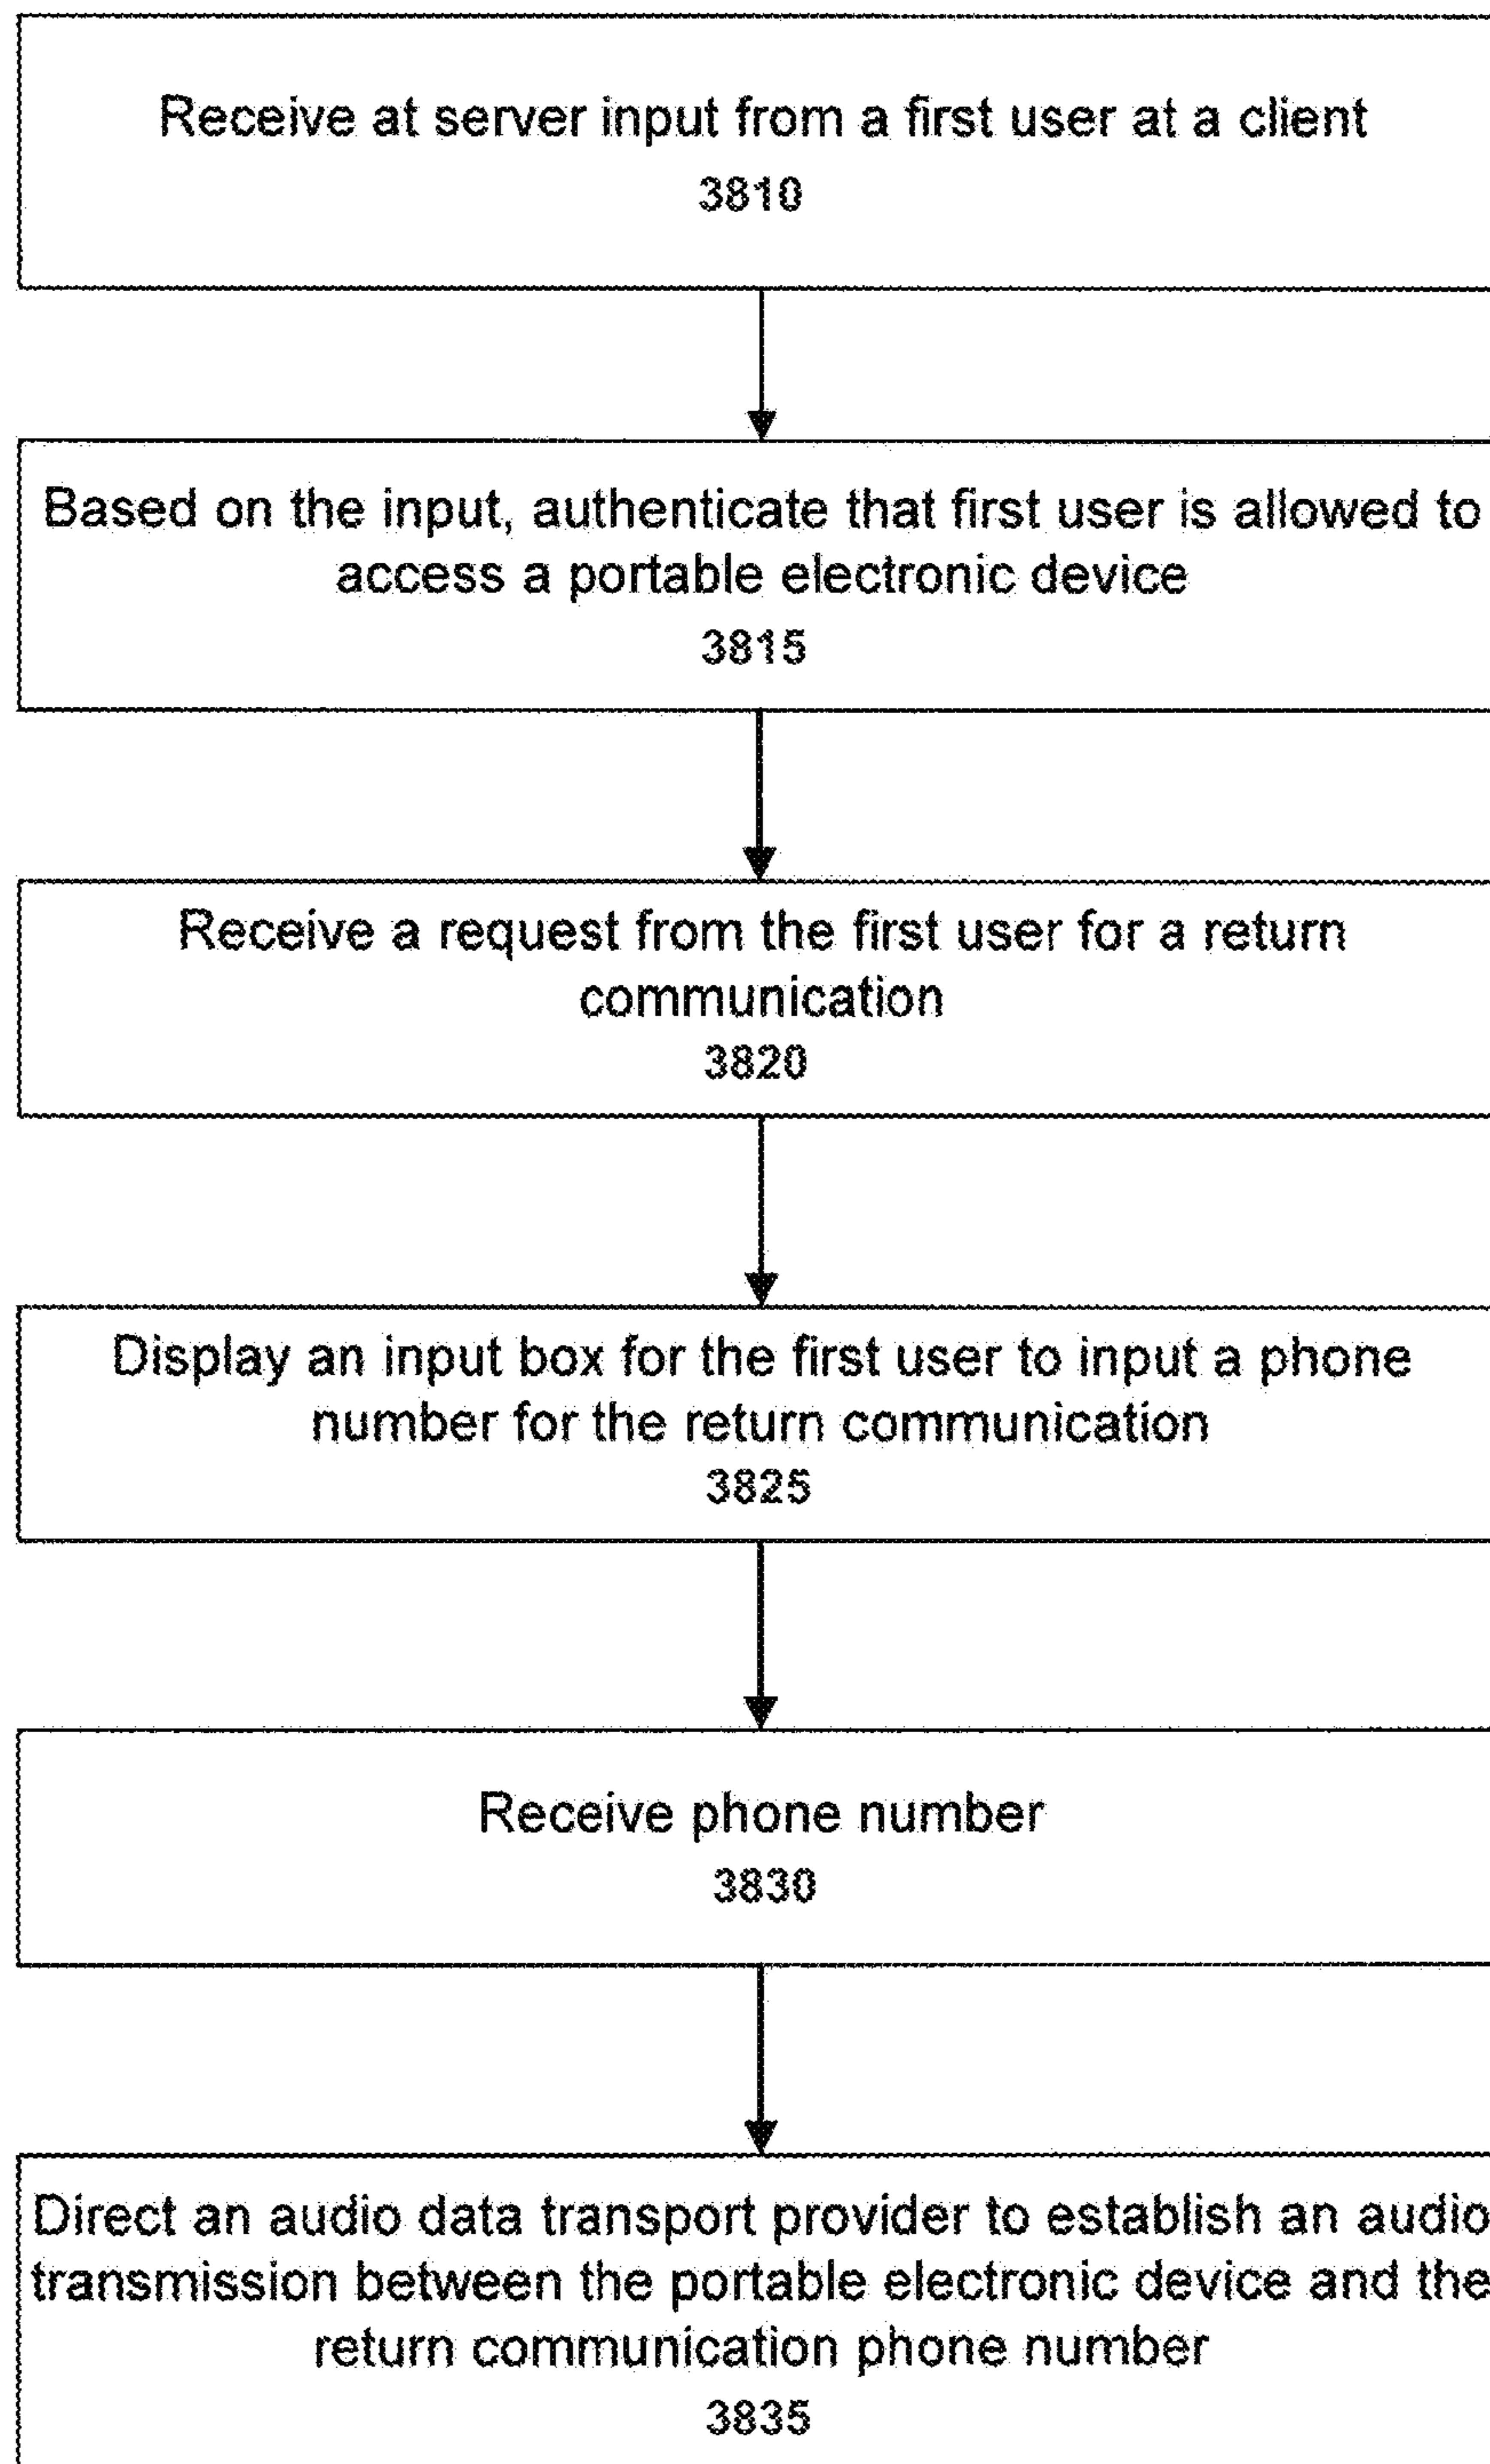 Receive at server input from a first user at a client
3810
Based on the input, authenticate that first user is allowed to
access a portable electronic device
3815
Receive a request from the first user for a return
communication
3820
Display an input box for the first user to input a phone
number for the return communication
3825
Receive phone number
3830
Direct an audio data transport provider to establish an audio
transmission between the portable electronic device and the
return communication phone number
3835